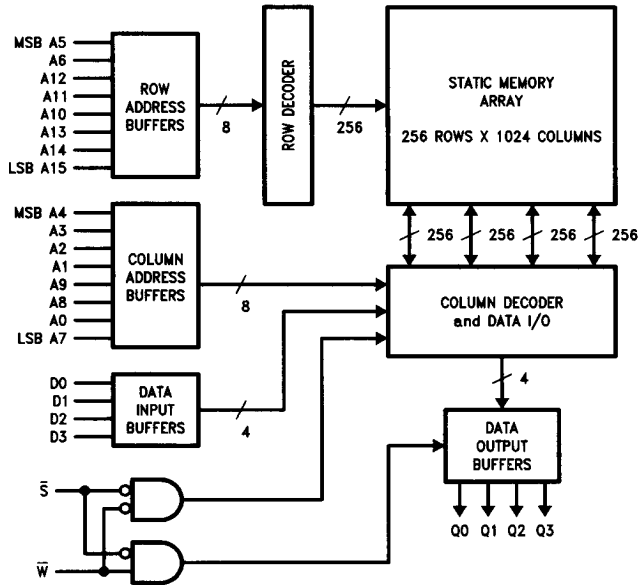 MSB A5
A6
A12
A11
A10
A13
A14
LSB A15
ROW
ADDRESS
BUFFERS
8
ROW DECODER
256
STATIC MEMORY
ARRAY
256 ROWS X 1024 COLUMNS
MSB A4
A3
A2
A1
A9
A8
A0
LSB A7
COLUMN
ADDRESS
BUFFERS
8
256
256
256
256
COLUMN DECODER
and DATA I/O
D0
D1
D2
D3
DATA
INPUT
BUFFERS
4
4
DATA
OUTPUT
BUFFERS
Q0 Q1 Q2 Q3
S̅
W̅